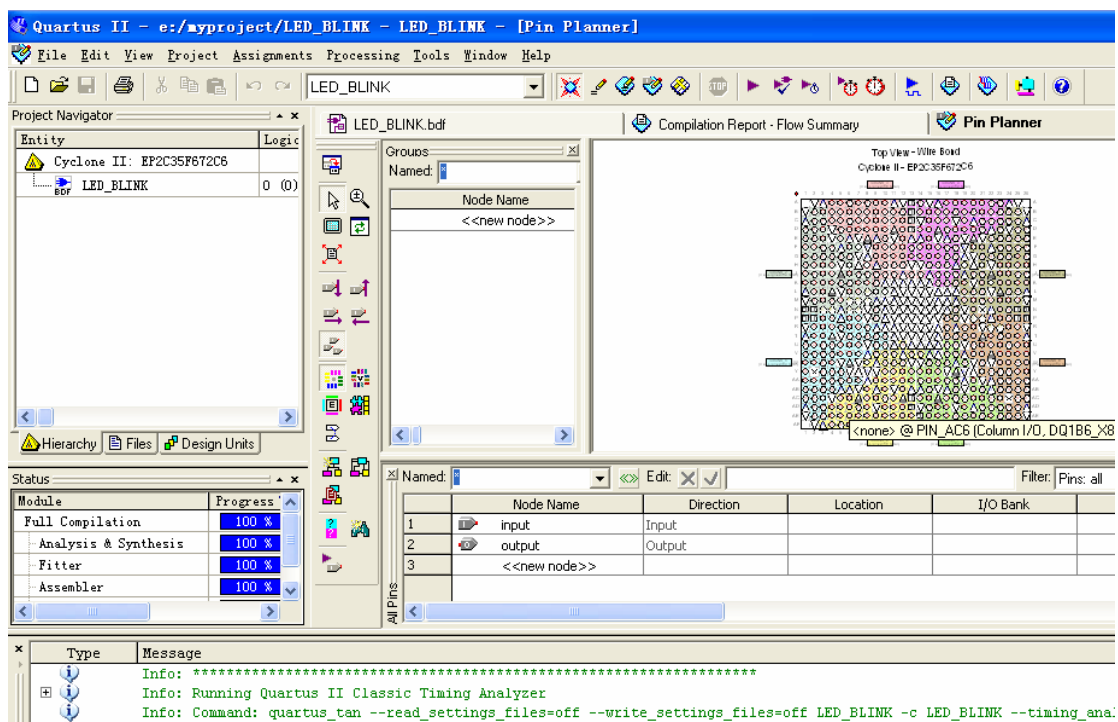 Quartus II - e:/myproject/LED_BLINK - LED_BLINK - [Pin Planner]
File Edit View Project Assignments Processing Tools Window Help
LED_BLINK
Project Navigator
Entity Logic
Cyclone II: EP2C35F672C6
BDF LED_BLINK 0 (0)
Hierarchy Files Design Units
LED_BLINK.bdf Compilation Report - Flow Summary Pin Planner
Groups
Named: *
Node Name
<<new node>>
Top View - Wire Bond
Cyclone II - EP2C35F672C6
<none> @ PIN_AC6 (Column I/O, DQ1B6_X8
Status
Module Progress
Full Compilation 100 %
Analysis & Synthesis 100 %
Fitter 100 %
Assembler 100 %
All Pins
Named: * Edit: Filter: Pins: all
Node Name Direction Location I/O Bank
1 input Input
2 output Output
3 <<new node>>
Type Message
Info: *************************************************************
Info: Running Quartus II Classic Timing Analyzer
Info: Command: quartus_tan --read_settings_files=off --write_settings_files=off LED_BLINK -c LED_BLINK --timing_ana